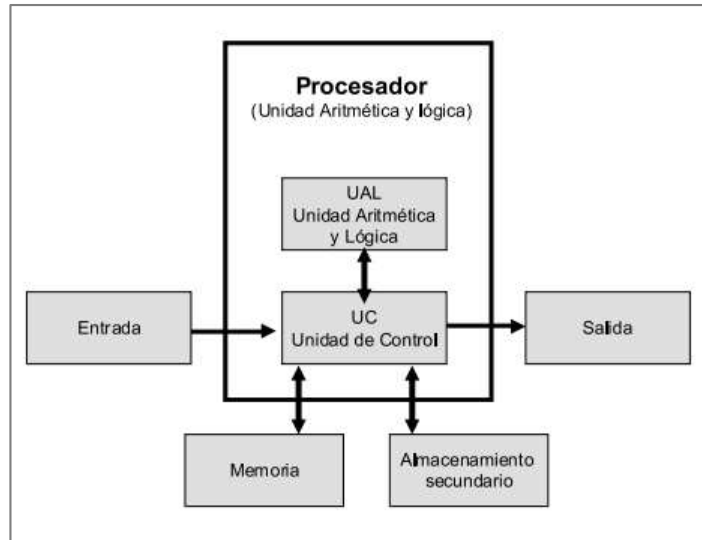 Procesador
(Unidad Aritmética y lógica)
UAL
Unidad Aritmética
y Lógica
Entrada
UC
Unidad de Control
Salida
Memoria
Almacenamiento
secundario